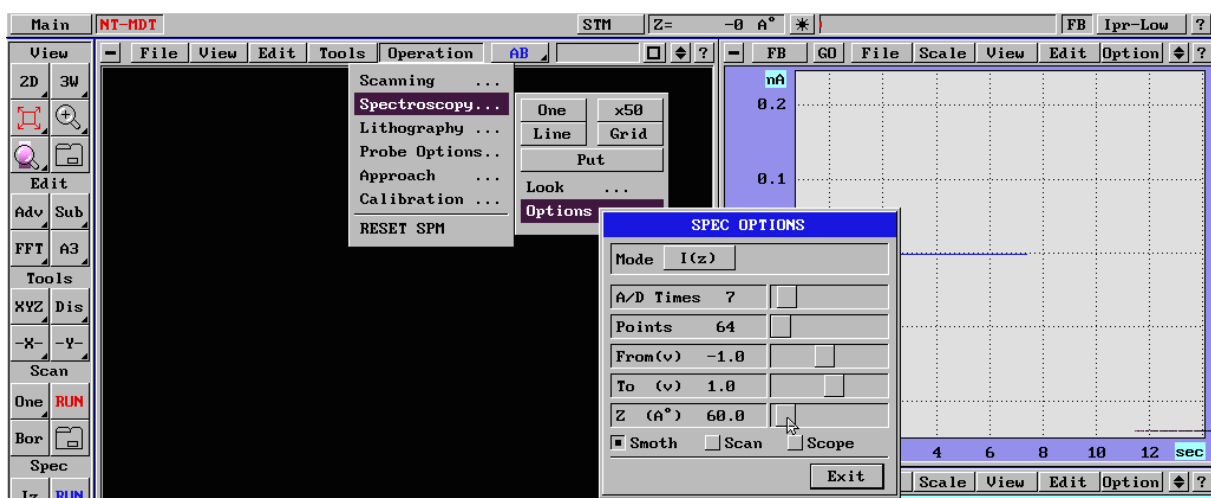 Main NT-MDT STM Z= -0 A° ✳ FB Ipr-Low ?
View
2D 3W
Edit
Adv Sub
FFT A3
Tools
XYZ Dis
-X- -Y-
Scan
One RUN
Bor
Spec
Iz RUN
- File View Edit Tools Operation AB ?
Scanning ...
Spectroscopy...
Lithography ...
Probe Options..
Approach ...
Calibration ...
RESET SPM
One x50
Line Grid
Put
Look ...
Options
SPEC OPTIONS
Mode I(z)
A/D Times 7
Points 64
From(v) -1.0
To (v) 1.0
Z (A°) 60.0
Smoth Scan Scope
Exit
- FB GO File Scale View Edit Option ?
nA
0.2
0.1
4 6 8 10 12 sec
Scale View Edit Option ?